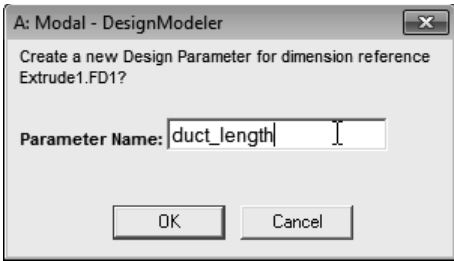 A: Modal - DesignModeler
Create a new Design Parameter for dimension reference
Extrude1.FD1?
Parameter Name: duct_length
OK Cancel